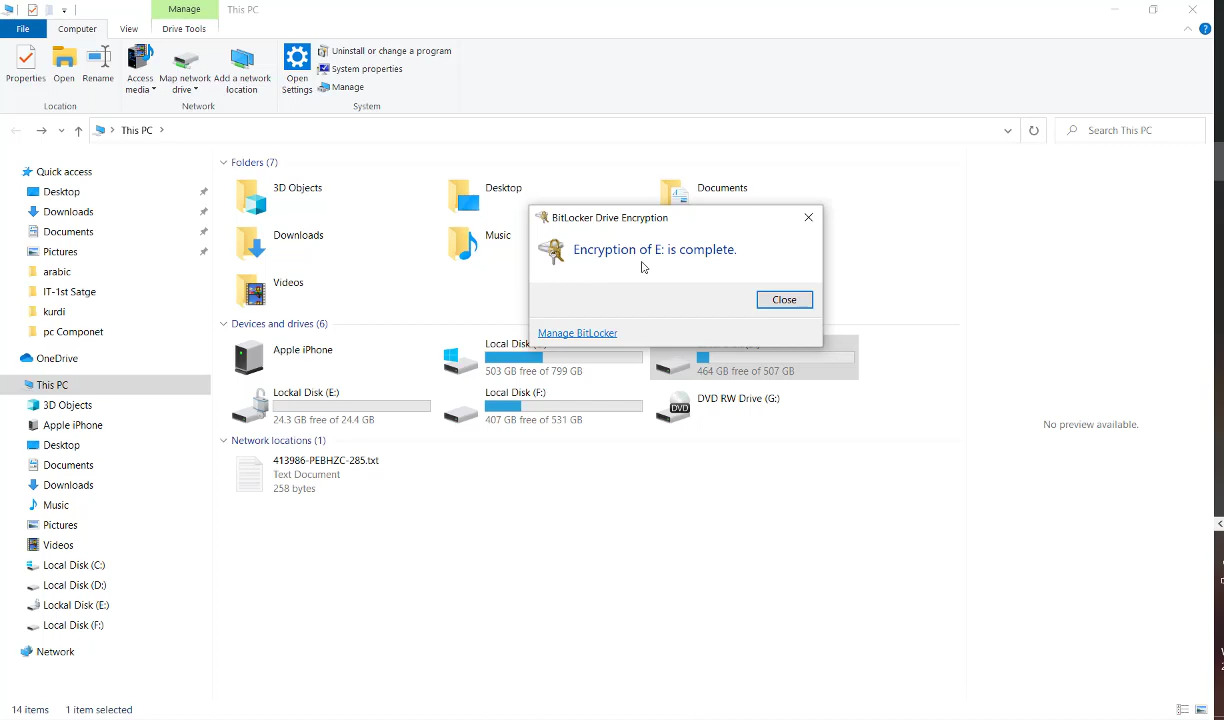 Manage
This PC
File
Computer
View
Drive Tools
Properties
Open
Rename
Access media
Map network drive
Add a network location
Open Settings
Uninstall or change a program
System properties
Manage
Location
Network
System
This PC
Search This PC
Quick access
Desktop
Downloads
Documents
Pictures
arabic
IT-1st Satge
kurdi
pc Componet
OneDrive
This PC
3D Objects
Apple iPhone
Desktop
Documents
Downloads
Music
Pictures
Videos
Local Disk (C:)
Local Disk (D:)
Lockal Disk (E:)
Local Disk (F:)
Network
Folders (7)
3D Objects
Desktop
Documents
Downloads
Music
Videos
BitLocker Drive Encryption
Encryption of E: is complete.
Close
Manage BitLocker
Devices and drives (6)
Apple iPhone
Local Disk
503 GB free of 799 GB
464 GB free of 507 GB
Lockal Disk (E:)
24.3 GB free of 24.4 GB
Local Disk (F:)
407 GB free of 531 GB
DVD RW Drive (G:)
DVD
Network locations (1)
413986-PEBHZC-285.txt
Text Document
258 bytes
No preview available.
14 items
1 item selected